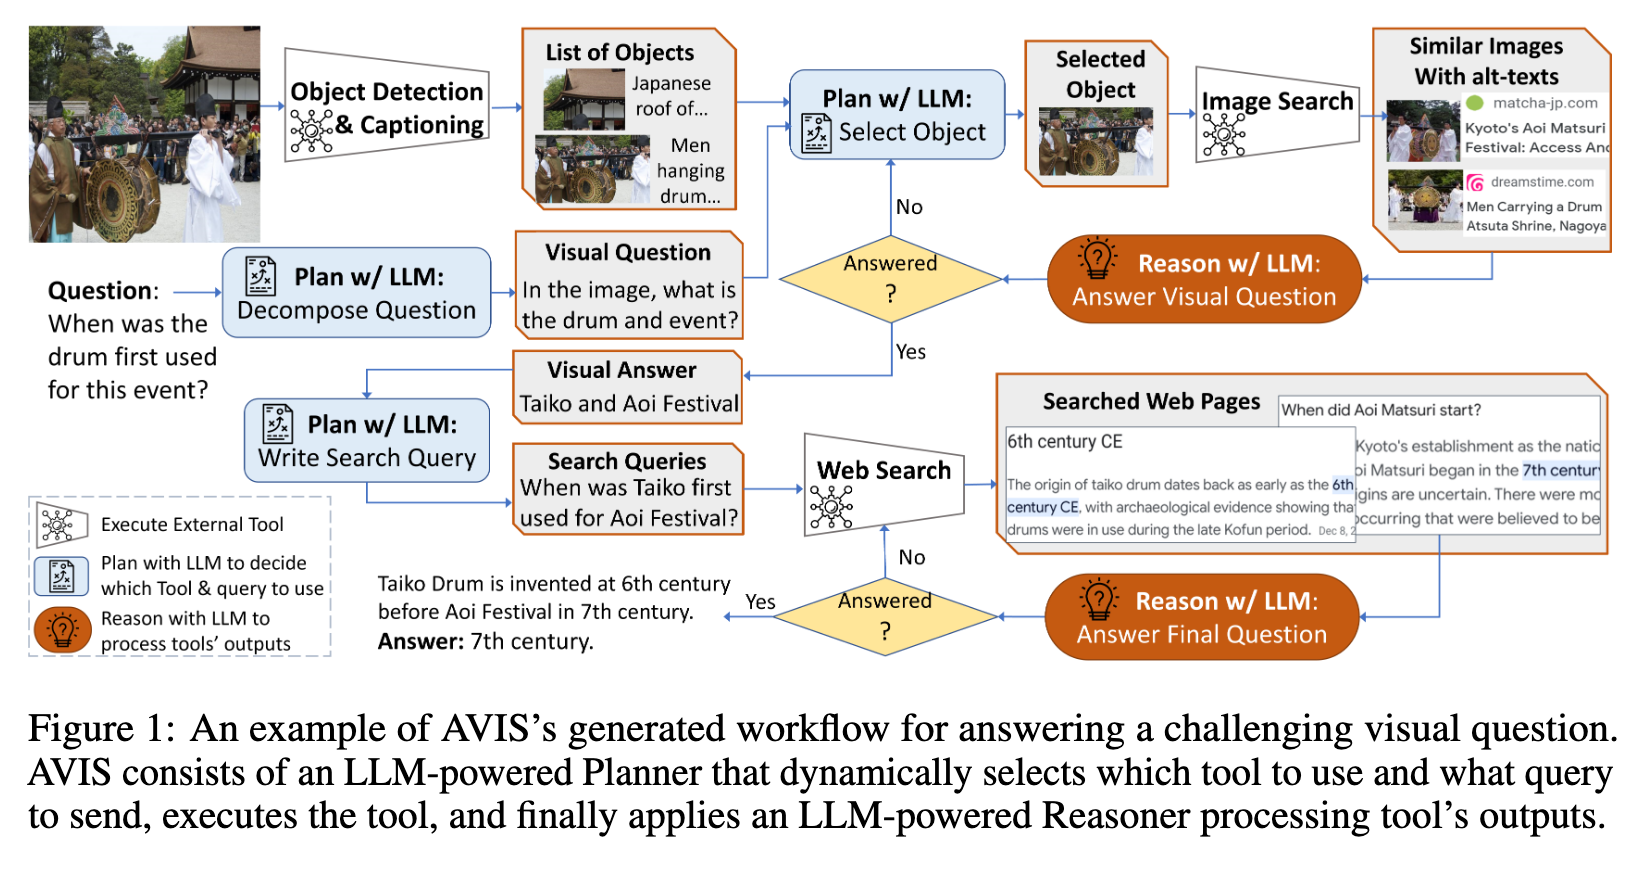 Object Detection
& Captioning
List of Objects
Japanese
roof of...
Men
hanging
drum...
Plan w/ LLM:
Select Object
Selected
Object
Image Search
Similar Images
With alt-texts
matcha-jp.com
Kyoto's Aoi Matsuri
Festival: Access And
dreamstime.com
Men Carrying a Drum
Atsuta Shrine, Nagoya
Question:
When was the
drum first used
for this event?
Plan w/ LLM:
Decompose Question
Visual Question
In the image, what is
the drum and event?
No
Answered
?
Yes
Reason w/ LLM:
Answer Visual Question
Visual Answer
Taiko and Aoi Festival
Plan w/ LLM:
Write Search Query
Search Queries
When was Taiko first
used for Aoi Festival?
Web Search
Searched Web Pages
6th century CE
The origin of taiko drum dates back as early as the 6th
century CE, with archaeological evidence showing tha
drums were in use during the late Kofun period. Dec 8, 2
When did Aoi Matsuri start?
Kyoto's establishment as the natio
oi Matsuri began in the 7th century
igins are uncertain. There were mo
occurring that were believed to be
Execute External Tool
Plan with LLM to decide
which Tool & query to use
Reason with LLM to
process tools' outputs
Taiko Drum is invented at 6th century
before Aoi Festival in 7th century.
Answer: 7th century.
Yes
No
Answered
?
Reason w/ LLM:
Answer Final Question
Figure 1: An example of AVIS's generated workflow for answering a challenging visual question.
AVIS consists of an LLM-powered Planner that dynamically selects which tool to use and what query
to send, executes the tool, and finally applies an LLM-powered Reasoner processing tool's outputs.